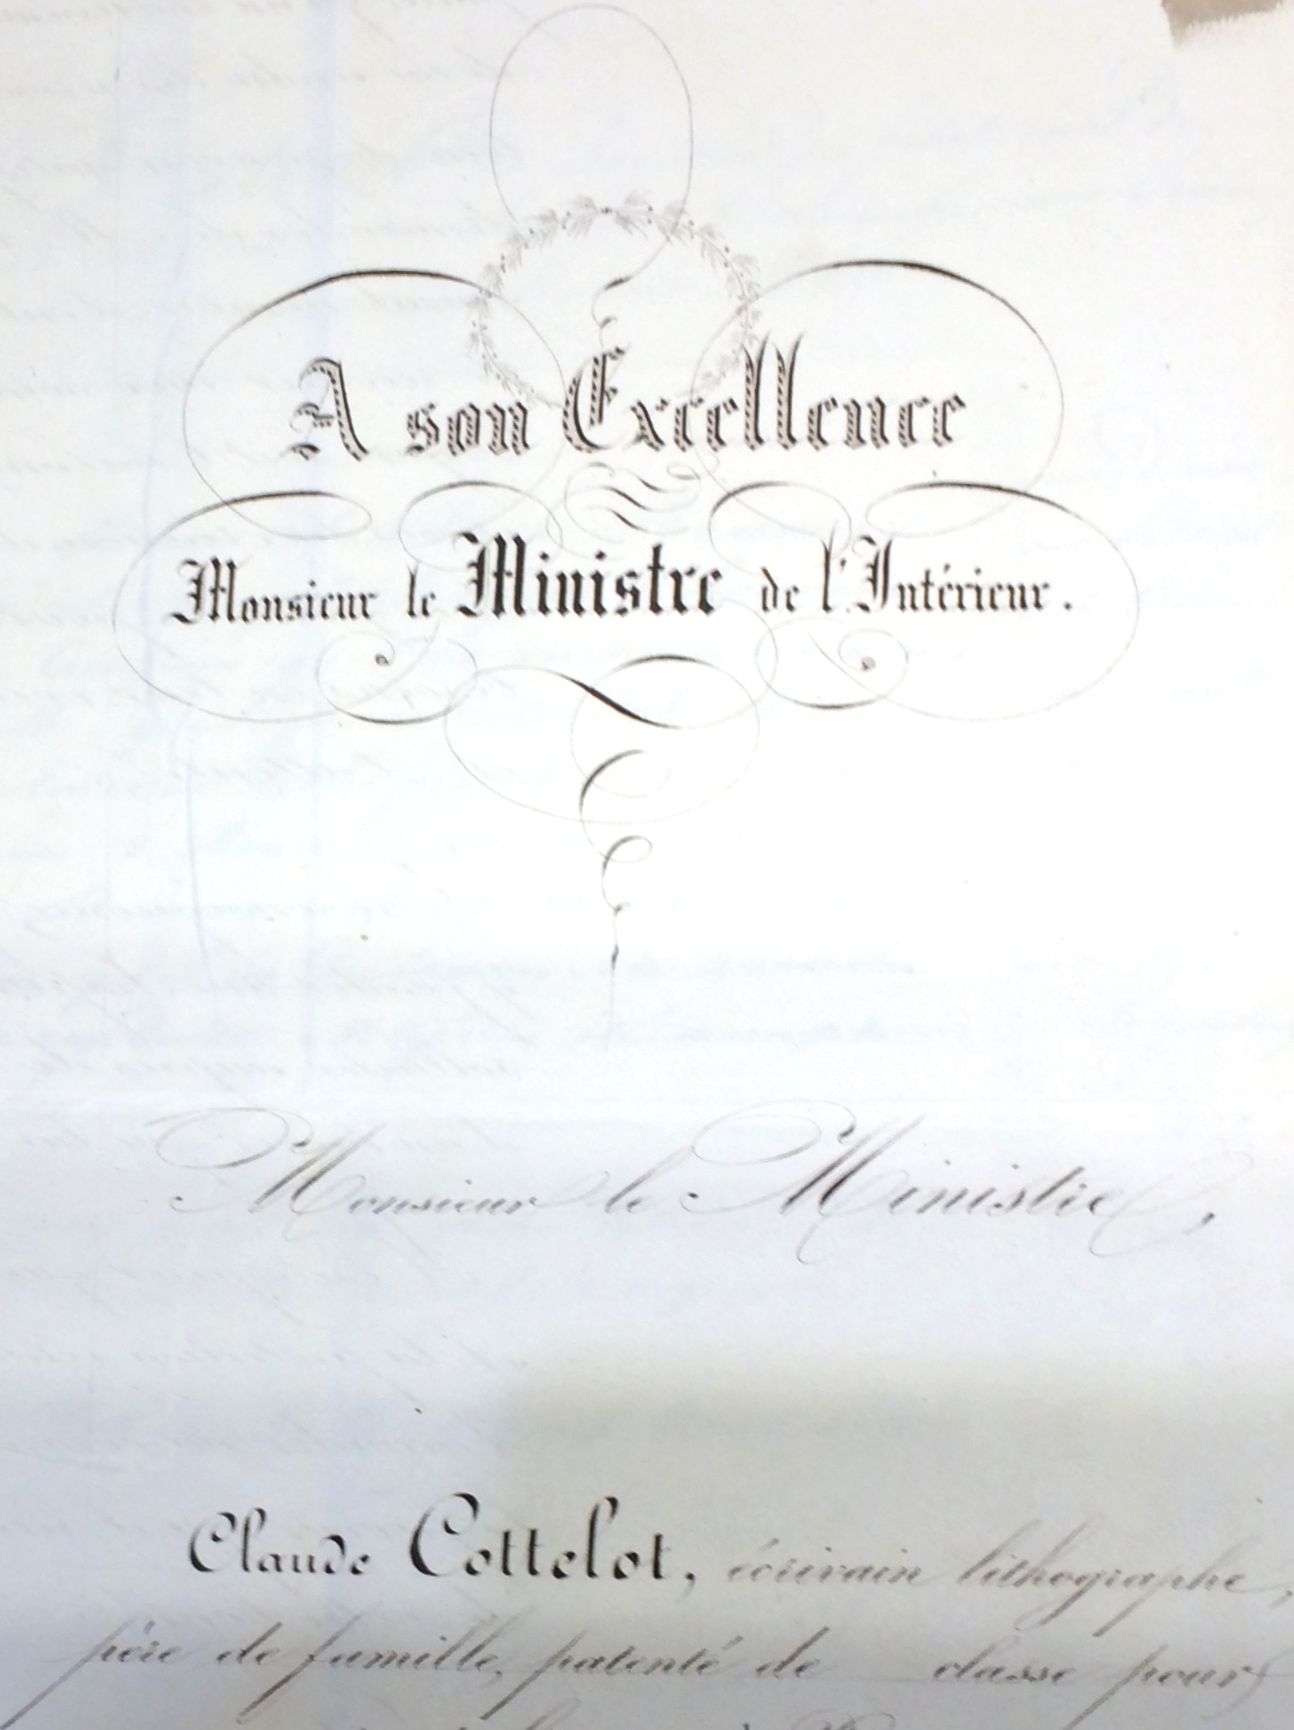 A son Excellence
Monsieur le Ministre de l'Intérieur.
Monsieur le Ministre,
Claude Cottelot, écrivain lithographe,
père de famille, patenté de classe pour